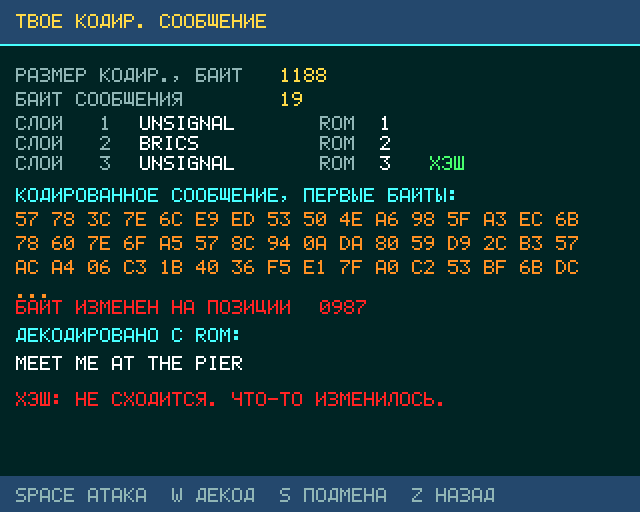 ТВОЕ КОДИР. СООБЩЕНИЕ
РАЗМЕР КОДИР., БАЙТ 1188
БАЙТ СООБЩЕНИЯ 19
СЛОЙ 1 UNSIGNAL ROM 1
СЛОЙ 2 BRICS ROM 2
СЛОЙ 3 UNSIGNAL ROM 3 ХЭШ
КОДИРОВАННОЕ СООБЩЕНИЕ, ПЕРВЫЕ БАЙТЫ:
57 78 3C 7E 6C E9 ED 53 50 4E A6 98 5F A3 EC 6B
78 60 7E 6F A5 57 8C 94 0A DA 80 59 D9 2C B3 57
AC A4 06 C3 1B 40 36 F5 E1 7F A0 C2 53 BF 6B DC
...
БАЙТ ИЗМЕНЕН НА ПОЗИЦИИ 0987
ДЕКОДИРОВАНО С ROM:
MEET ME AT THE PIER
ХЭШ: НЕ СХОДИТСЯ. ЧТО-ТО ИЗМЕНИЛОСЬ.
SPACE АТАКА W ДЕКОД S ПОДМЕНА Z НАЗАД